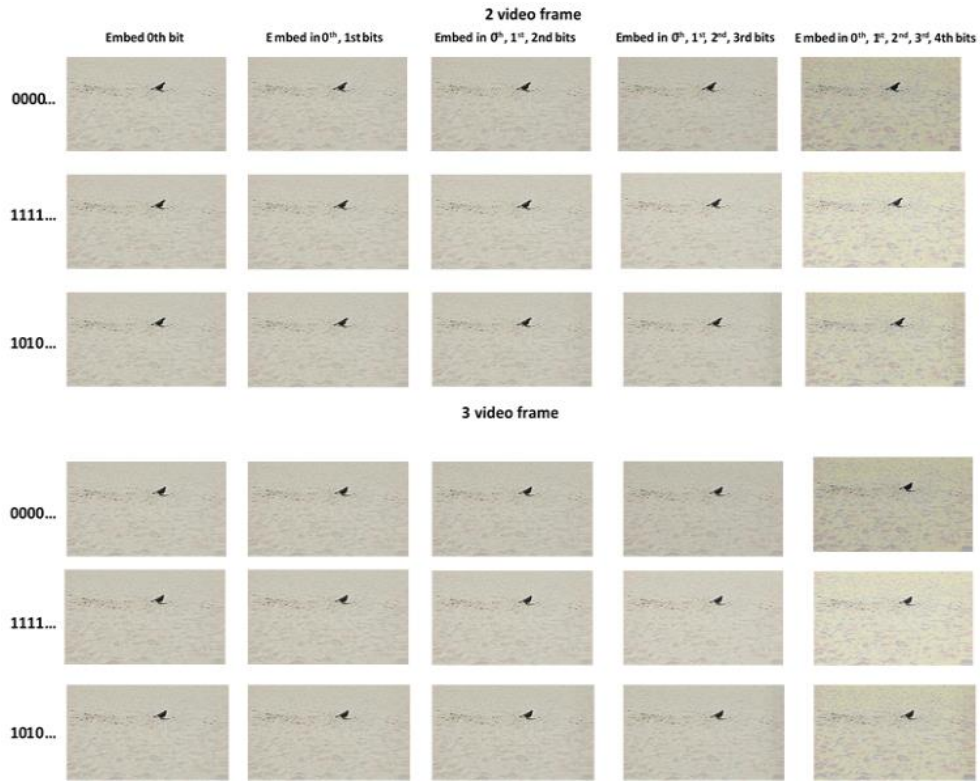 2 video frame
Embed 0th bit
Embed in 0th, 1st bits
Embed in 0th, 1st, 2nd bits
Embed in 0th, 1st, 2nd, 3rd bits
Embed in 0th, 1st, 2nd, 3rd, 4th bits
0000...
1111...
1010...
3 video frame
0000...
1111...
1010...